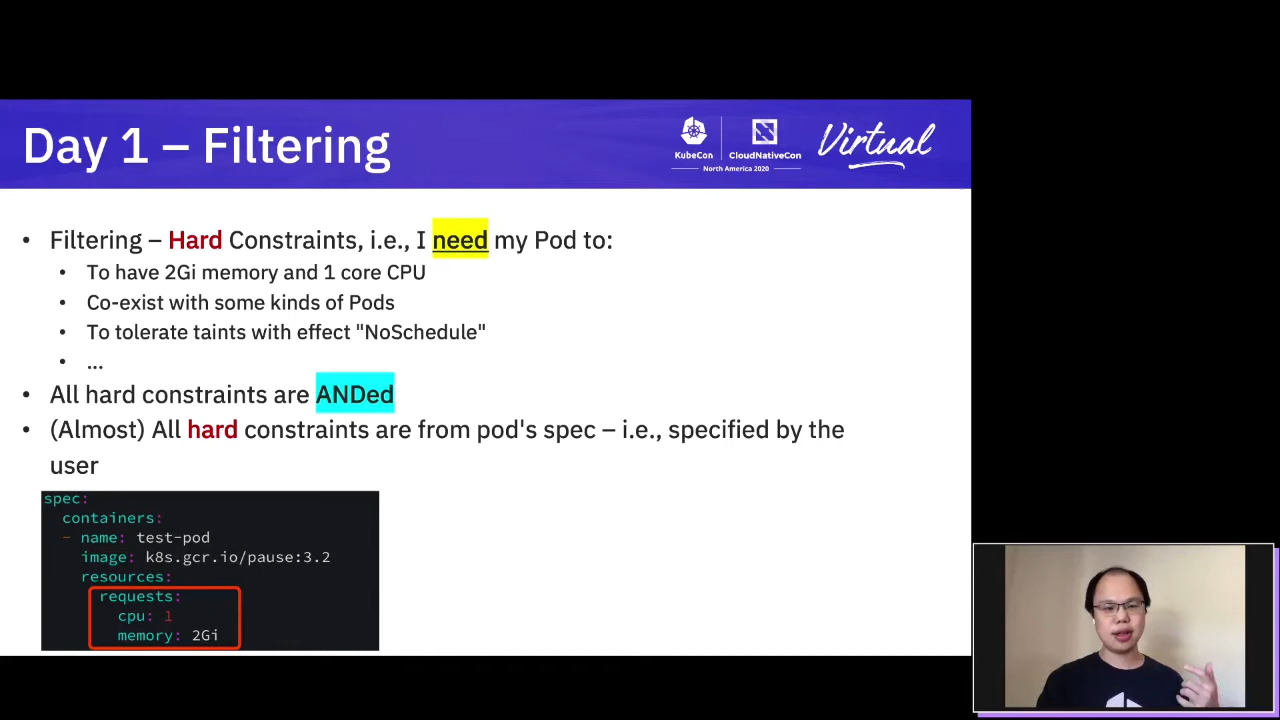 Day 1 – Filtering
KubeCon
CloudNativeCon
North America 2020
Virtual
• Filtering – Hard Constraints, i.e., I need my Pod to:
• To have 2Gi memory and 1 core CPU
• Co-exist with some kinds of Pods
• To tolerate taints with effect "NoSchedule"
• ...
• All hard constraints are ANDed
• (Almost) All hard constraints are from pod's spec – i.e., specified by the
user
spec:
containers:
- name: test-pod
image: k8s.gcr.io/pause:3.2
resources:
requests:
cpu: 1
memory: 2Gi